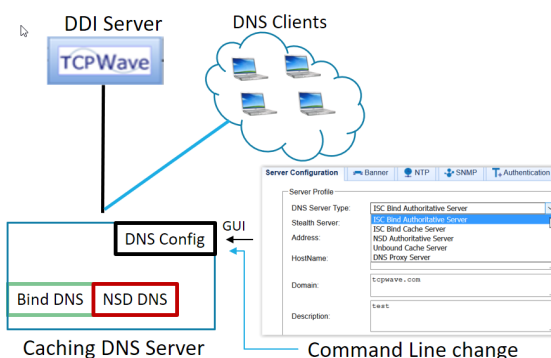 DDI Server
DNS Clients
TCPWave
Server Configuration
Banner
NTP
SNMP
Authentication
Server Profile
DNS Server Type:
ISC Bind Authoritative Server
Stealth Server:
ISC Bind Authoritative Server
ISC Bind Cache Server
Address:
NSD Authoritative Server
Unbound Cache Server
HostName:
DNS Proxy Server
Domain:
tcpwave.com
Description:
test
GUI
DNS Config
Bind DNS
NSD DNS
Caching DNS Server
Command Line change